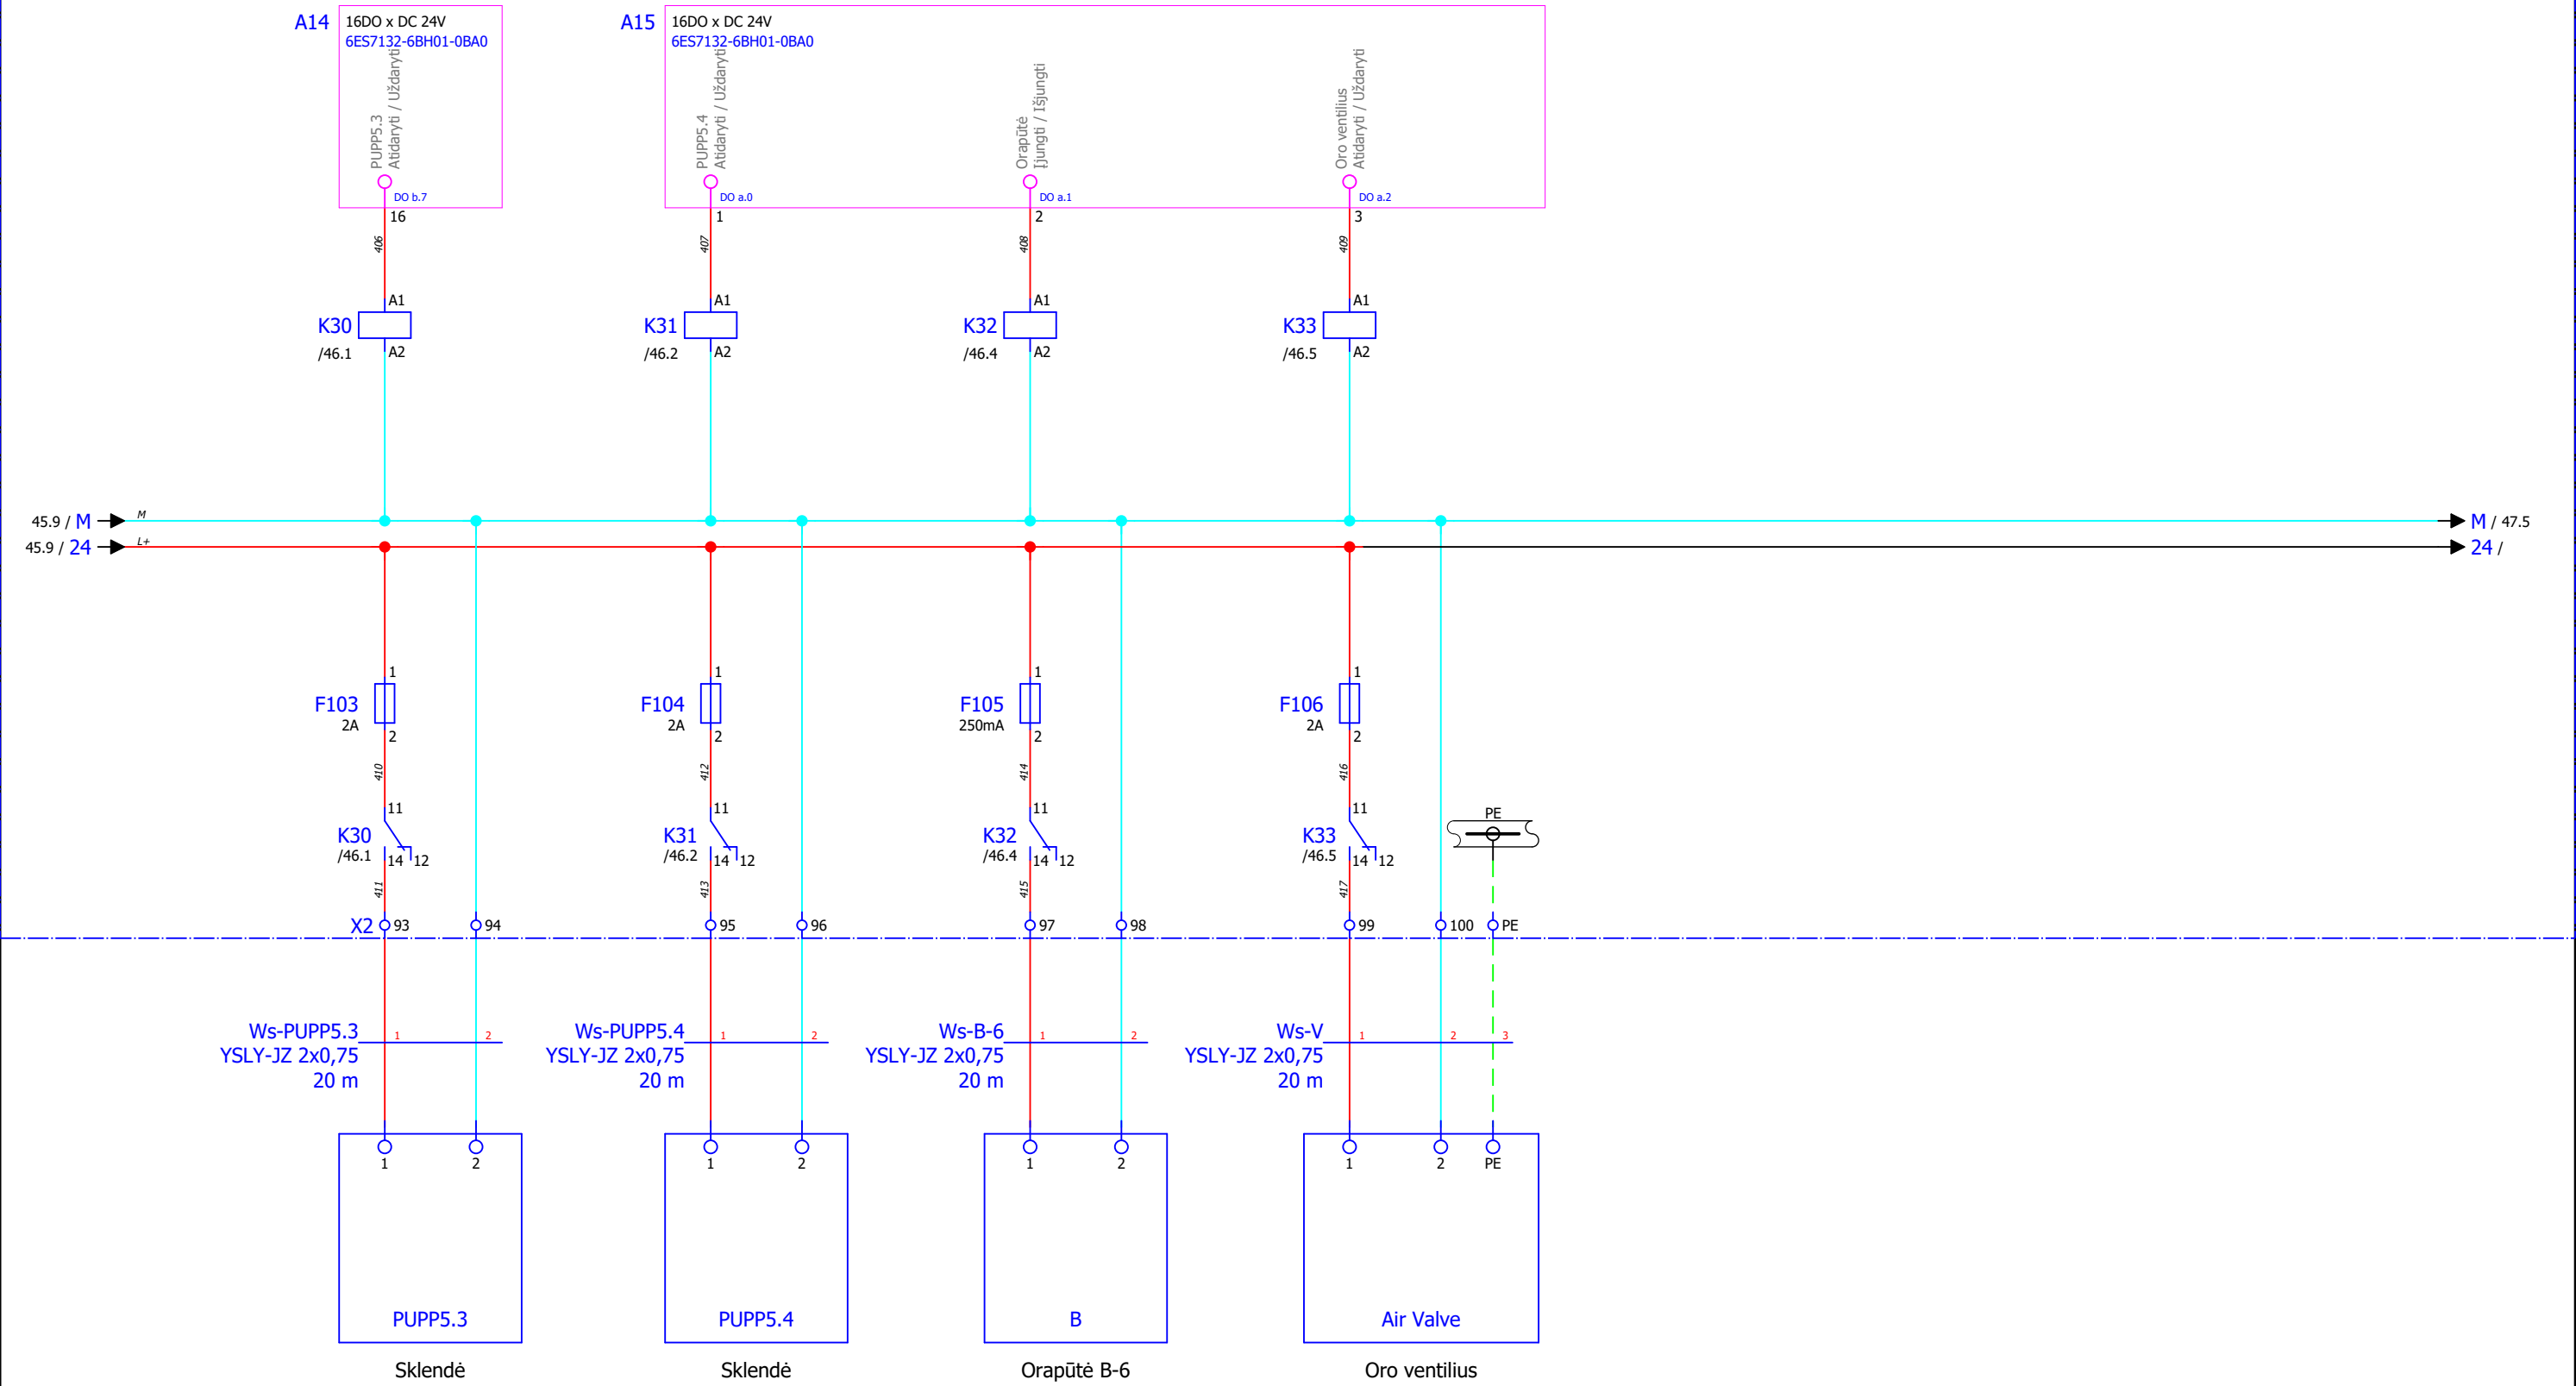 A14
16DO x DC 24V
6ES7132-6BH01-0BA0
PUPP5.3
Atidaryti / Uždaryti
DO b.7
16
406
A15
16DO x DC 24V
6ES7132-6BH01-0BA0
PUPP5.4
Atidaryti / Uždaryti
DO a.0
1
407
Orapūtė
Įjungti / Išjungti
DO a.1
2
408
Oro ventilius
Atidaryti / Uždaryti
DO a.2
3
409
A1
K30
/46.1
A2
A1
K31
/46.2
A2
A1
K32
/46.4
A2
A1
K33
/46.5
A2
45.9 / M
M
M / 47.5
45.9 / 24
L+
24 /
1
F103
2A
2
410
1
F104
2A
2
412
1
F105
250mA
2
414
1
F106
2A
2
416
11
K30
/46.1
14 12
411
11
K31
/46.2
14 12
413
11
K32
/46.4
14 12
415
11
K33
/46.5
14 12
417
PE
X2 93 94 95 96 97 98 99 100 PE
Ws-PUPP5.3 1 2
YSLY-JZ 2x0,75
20 m
Ws-PUPP5.4 1 2
YSLY-JZ 2x0,75
20 m
Ws-B-6 1 2
YSLY-JZ 2x0,75
20 m
Ws-V 1 2 3
YSLY-JZ 2x0,75
20 m
1 2
PUPP5.3
Sklendė
1 2
PUPP5.4
Sklendė
1 2
B
Orapūtė B-6
1 2 PE
Air Valve
Oro ventilius